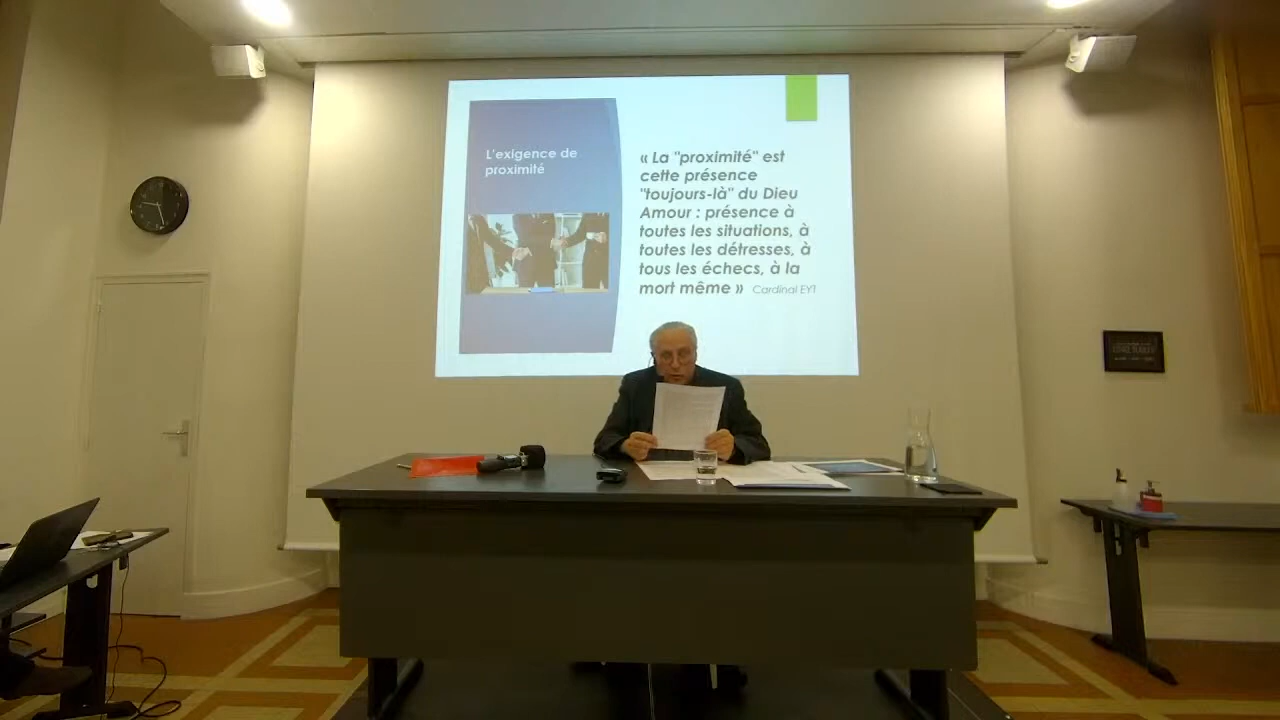 L'exigence de
proximité
« La "proximité" est
cette présence
"toujours-là" du Dieu
Amour : présence à
toutes les situations, à
toutes les détresses, à
tous les échecs, à la
mort même » Cardinal EYT